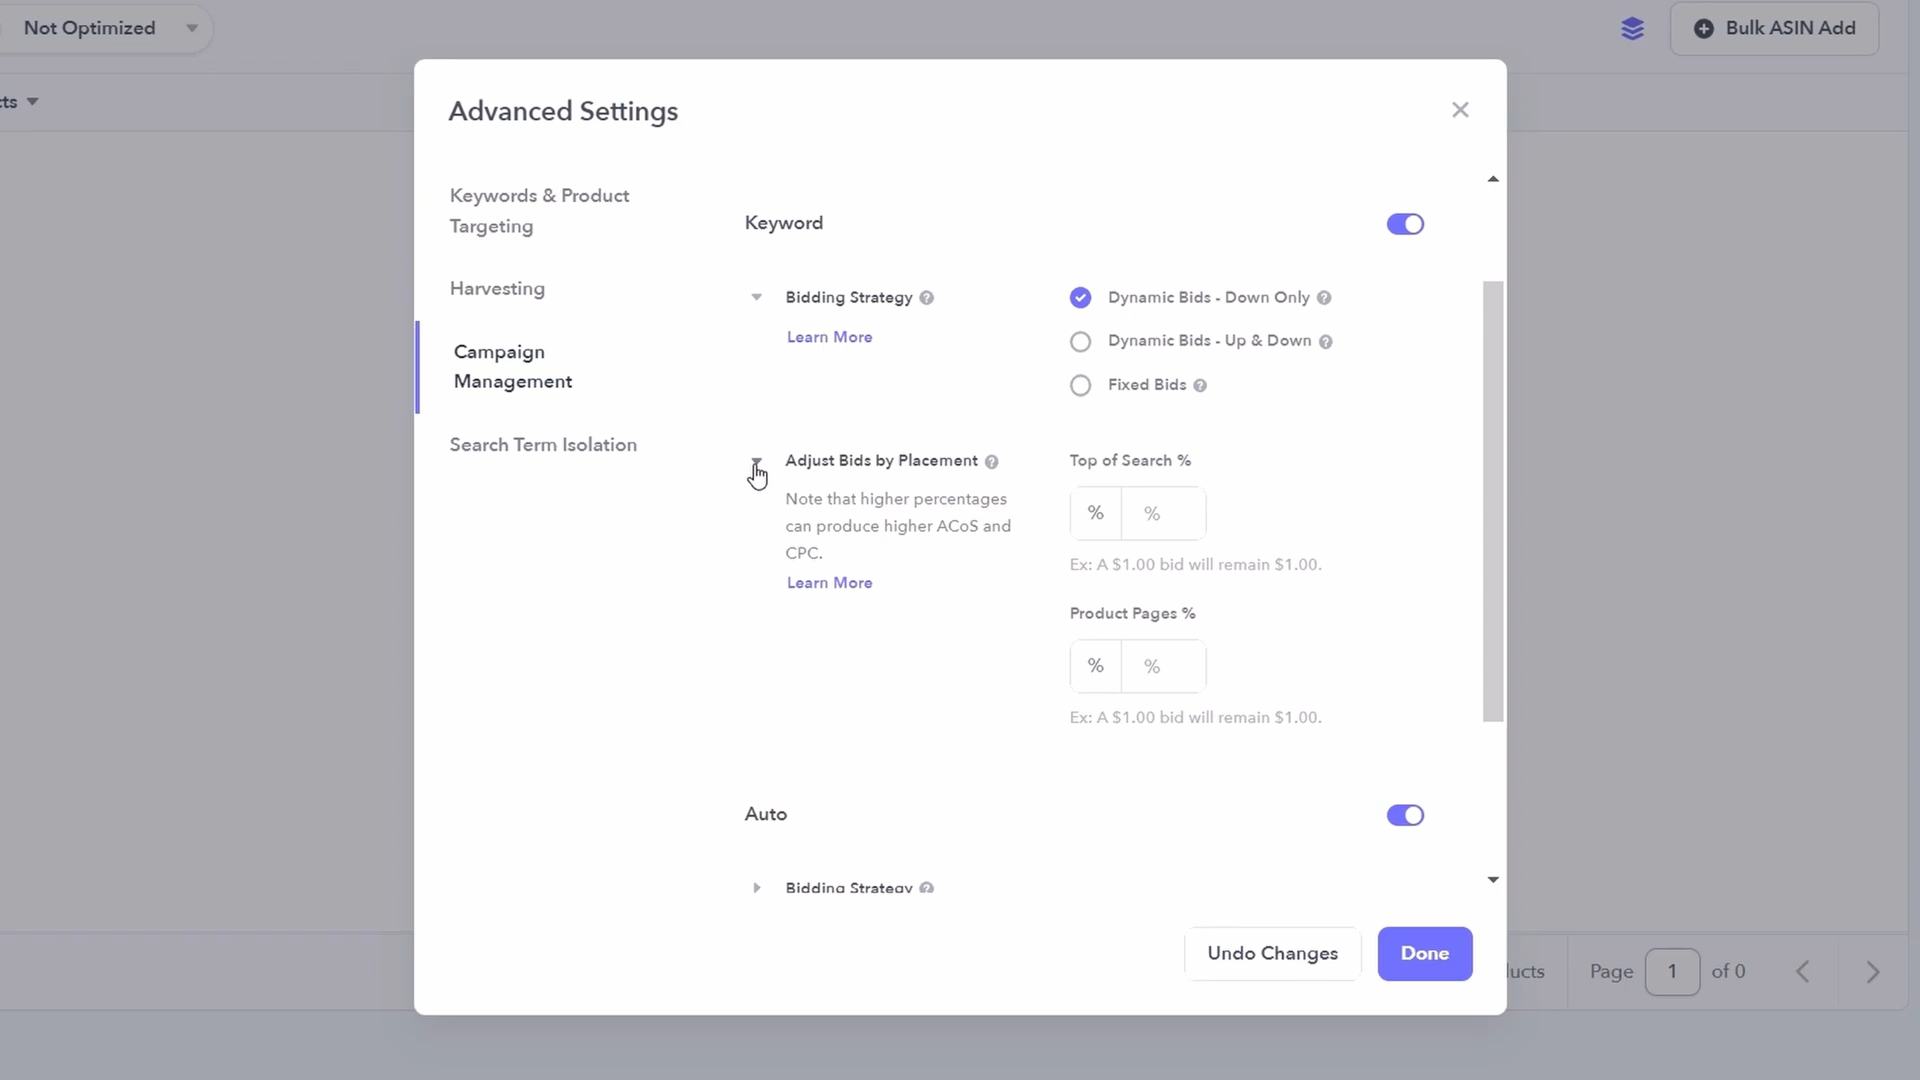 Not Optimized
Bulk ASIN Add
cts
Advanced Settings
Keywords & Product
Targeting
Harvesting
Campaign
Management
Search Term Isolation
Keyword
Bidding Strategy
Learn More
Dynamic Bids - Down Only
Dynamic Bids - Up & Down
Fixed Bids
Adjust Bids by Placement
Note that higher percentages
can produce higher ACoS and
CPC.
Learn More
Top of Search %
% %
Ex: A $1.00 bid will remain $1.00.
Product Pages %
% %
Ex: A $1.00 bid will remain $1.00.
Auto
Bidding Strategy
Undo Changes
Done
ucts
Page 1 of 0